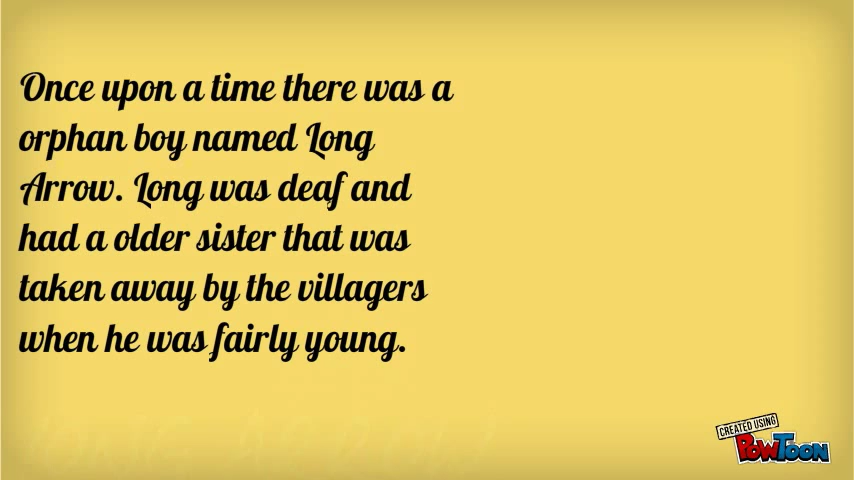 Once upon a time there was a
orphan boy named Long
Arrow. Long was deaf and
had a older sister that was
taken away by the villagers
when he was fairly young.
CREATED USING
POWTOON